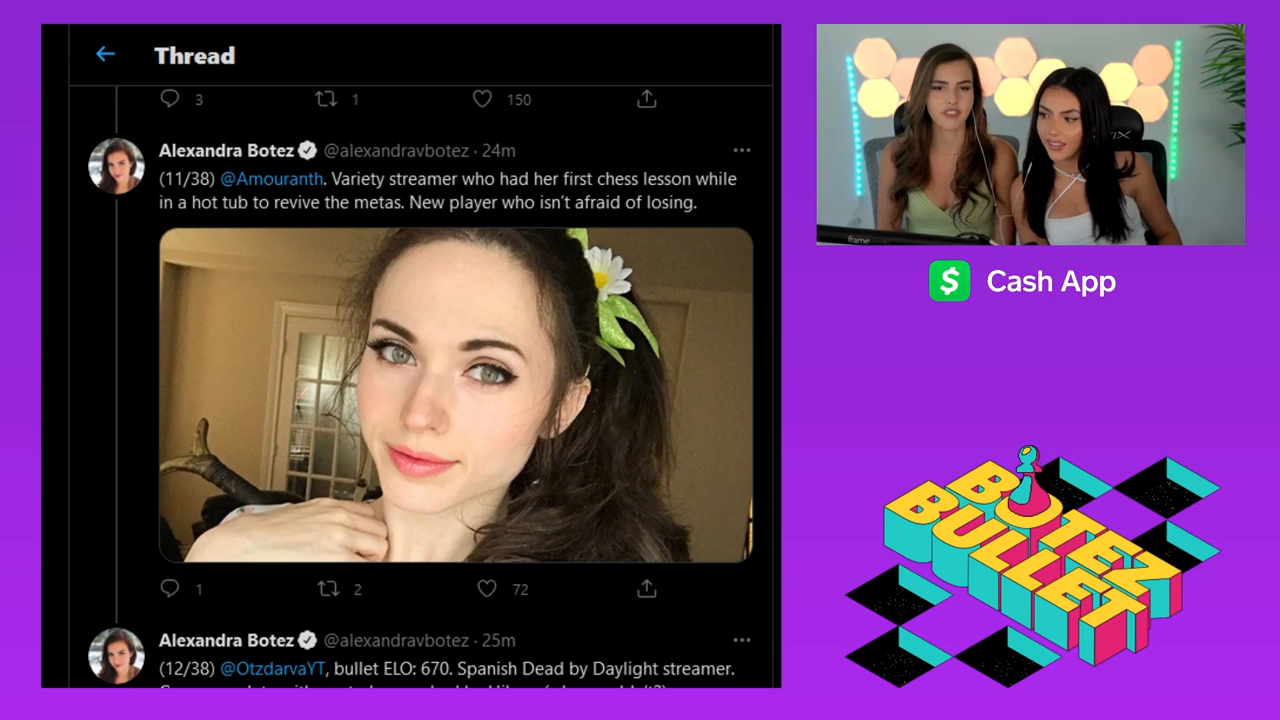 Thread
3 1 150
Alexandra Botez @alexandravbotez · 24m
(11/38) @Amouranth. Variety streamer who had her first chess lesson while
in a hot tub to revive the metas. New player who isn’t afraid of losing.
1 2 72
Alexandra Botez @alexandravbotez · 25m
(12/38) @OtzdarvaYT, bullet ELO: 670. Spanish Dead by Daylight streamer.
frame
$ Cash App
BOTEZ
BULLET